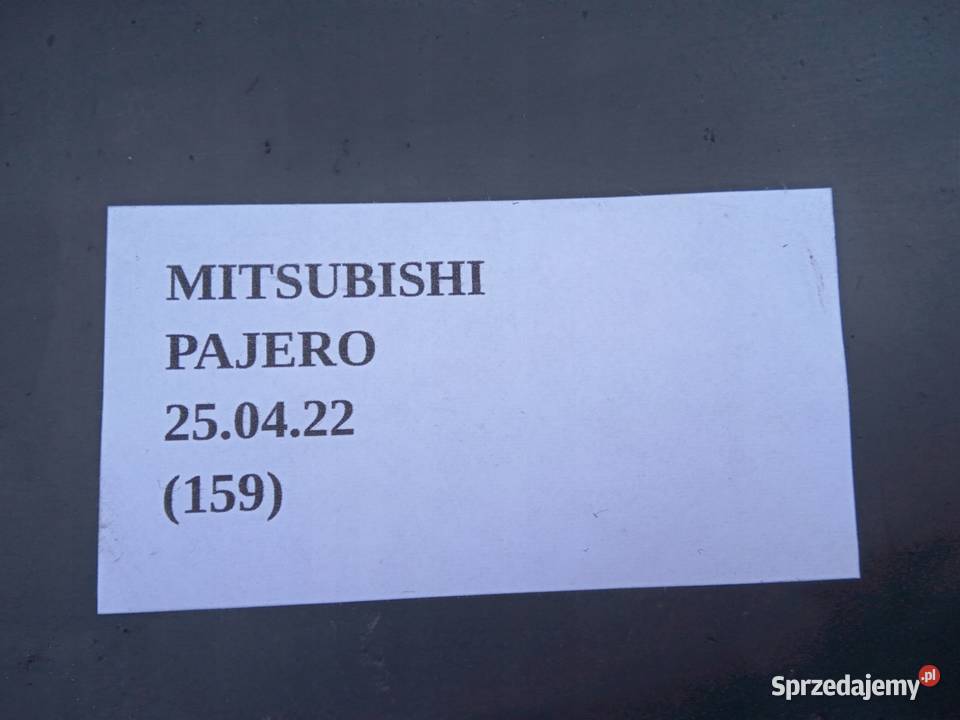 MITSUBISHI
PAJERO
25.04.22
(159)
Sprzedajemy.pl